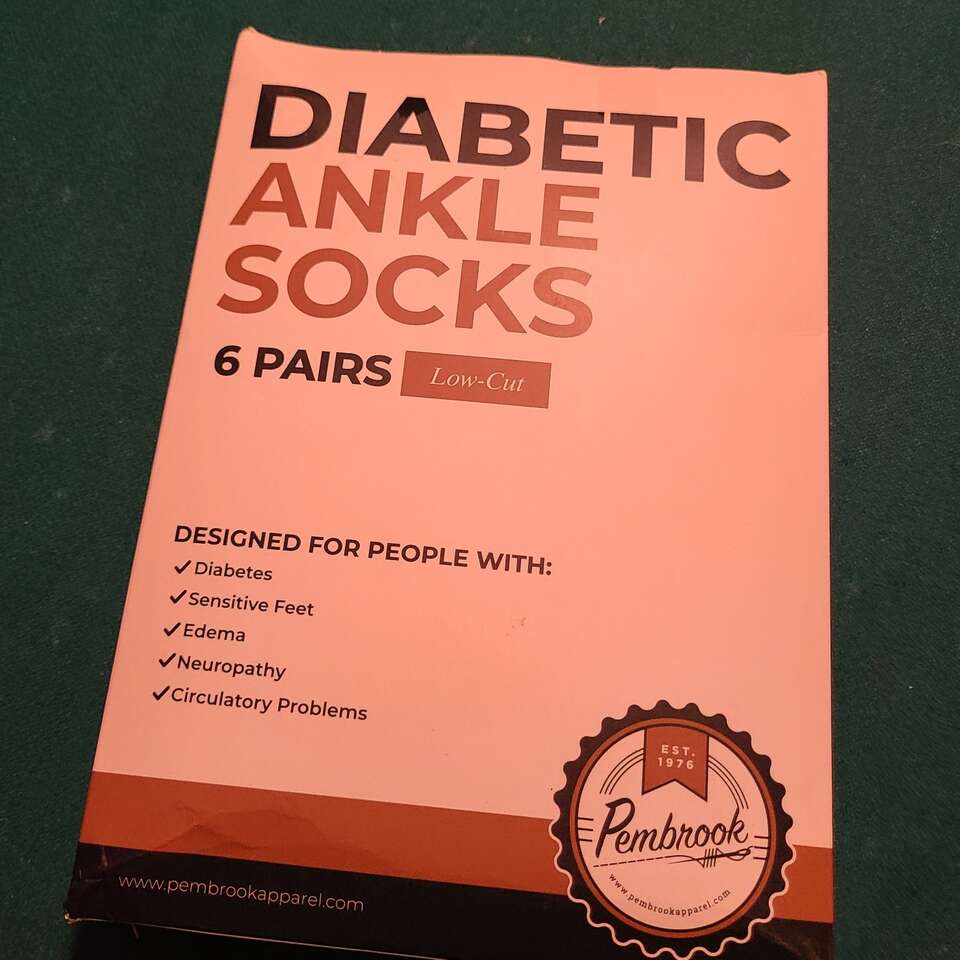 DIABETIC
ANKLE
SOCKS
6 PAIRS Low-Cut
DESIGNED FOR PEOPLE WITH:
✓Diabetes
✓Sensitive Feet
✓Edema
✓Neuropathy
✓Circulatory Problems
EST.
1976
Pembrook
www.pembrookapparel.com
www.pembrookapparel.com